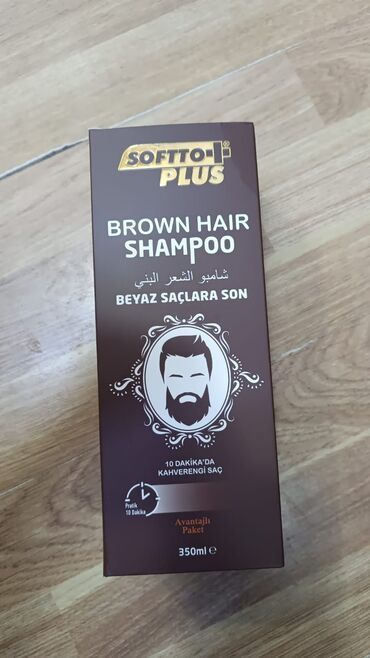 SOFTTO+®
PLUS
BROWN HAIR
SHAMPOO
شامبو الشعر البني
BEYAZ SAÇLARA SON
10 DAKİKA'DA
KAHVERENGİ SAÇ
Pratik
10 Dakika
Avantajlı
Paket
350ml ℮